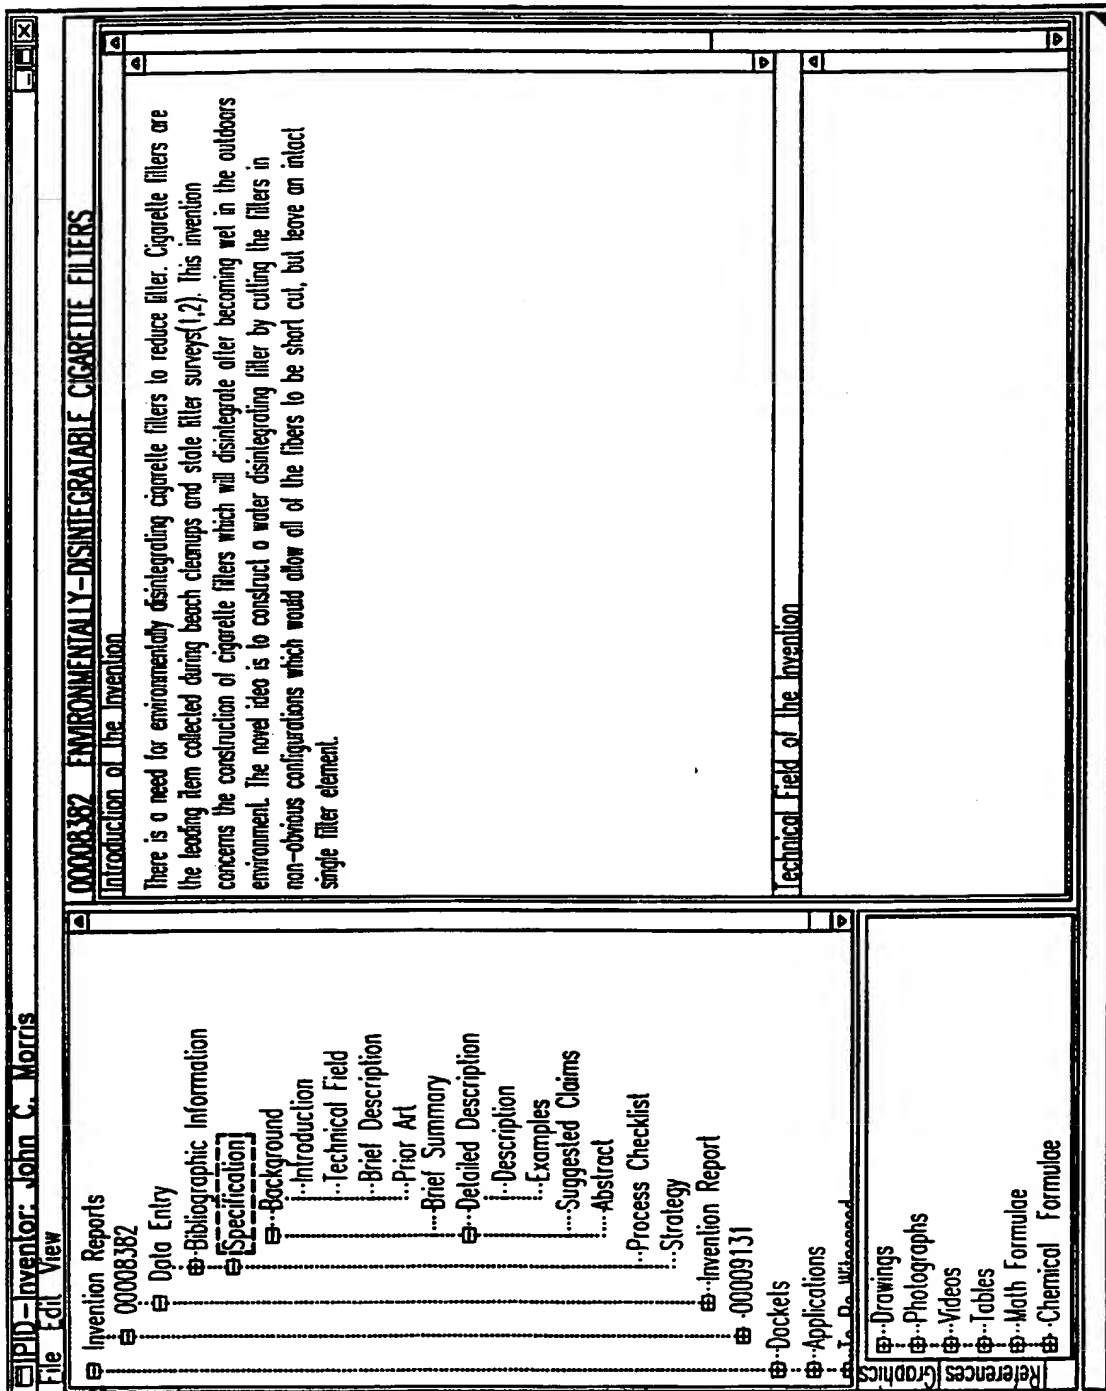 PID-Inventor: John C. Morris
File Edit View
Invention Reports
00008382
Data Entry
Bibliographic Information
Specification
Background
Introduction
Technical Field
Brief Description
Prior Art
Brief Summary
Detailed Description
Description
Examples
Suggested Claims
Abstract
Process Checklist
Strategy
Invention Report
00009131
Dockets
Applications
To Be Witnessed
References
Graphics
Drawings
Photographs
Videos
Tables
Math Formulae
Chemical Formulae
00008382 ENVIRONMENTALLY-DISINTEGRATABLE CIGARETTE FILTERS
Introduction of the Invention
There is a need for environmentally disintegrating cigarette filters to reduce litter. Cigarette filters are
the leading item collected during beach cleanups and state litter surveys(1,2). This invention
concerns the construction of cigarette filters which will disintegrate after becoming wet in the outdoors
environment. The novel idea is to construct a water disintegrating filter by cutting the filters in
non-obvious configurations which would allow all of the fibers to be short cut, but leave an intact
single filter element.
Technical Field of the Invention